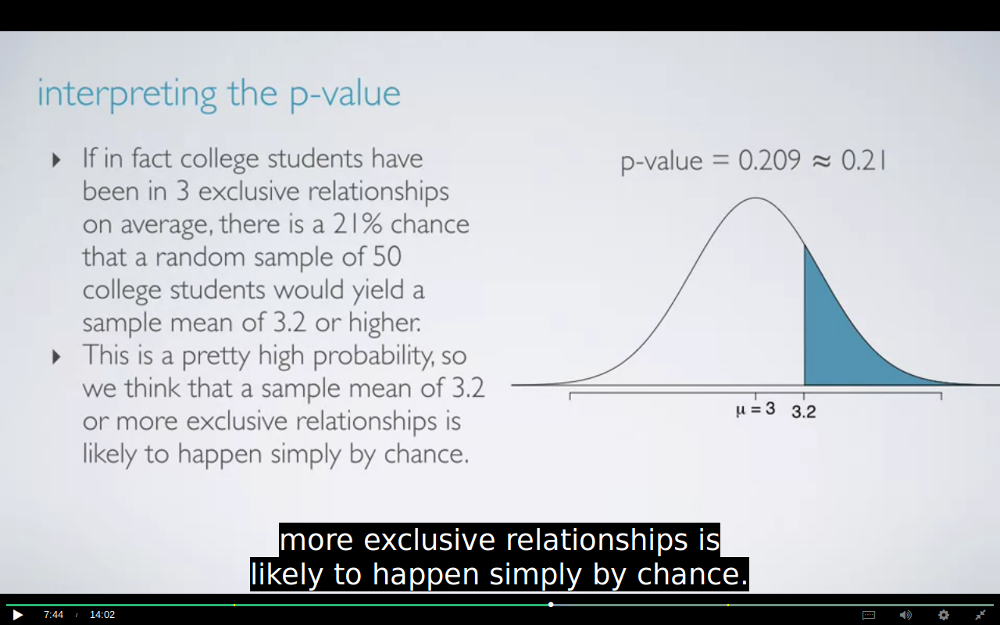 interpreting the p-value
‣ If in fact college students have
been in 3 exclusive relationships
on average, there is a 21% chance
that a random sample of 50
college students would yield a
sample mean of 3.2 or higher.
‣ This is a pretty high probability, so
we think that a sample mean of 3.2
or more exclusive relationships is
likely to happen simply by chance.
p-value = 0.209 ≈ 0.21
μ = 3 3.2
more exclusive relationships is
likely to happen simply by chance.
7:44 / 14:02